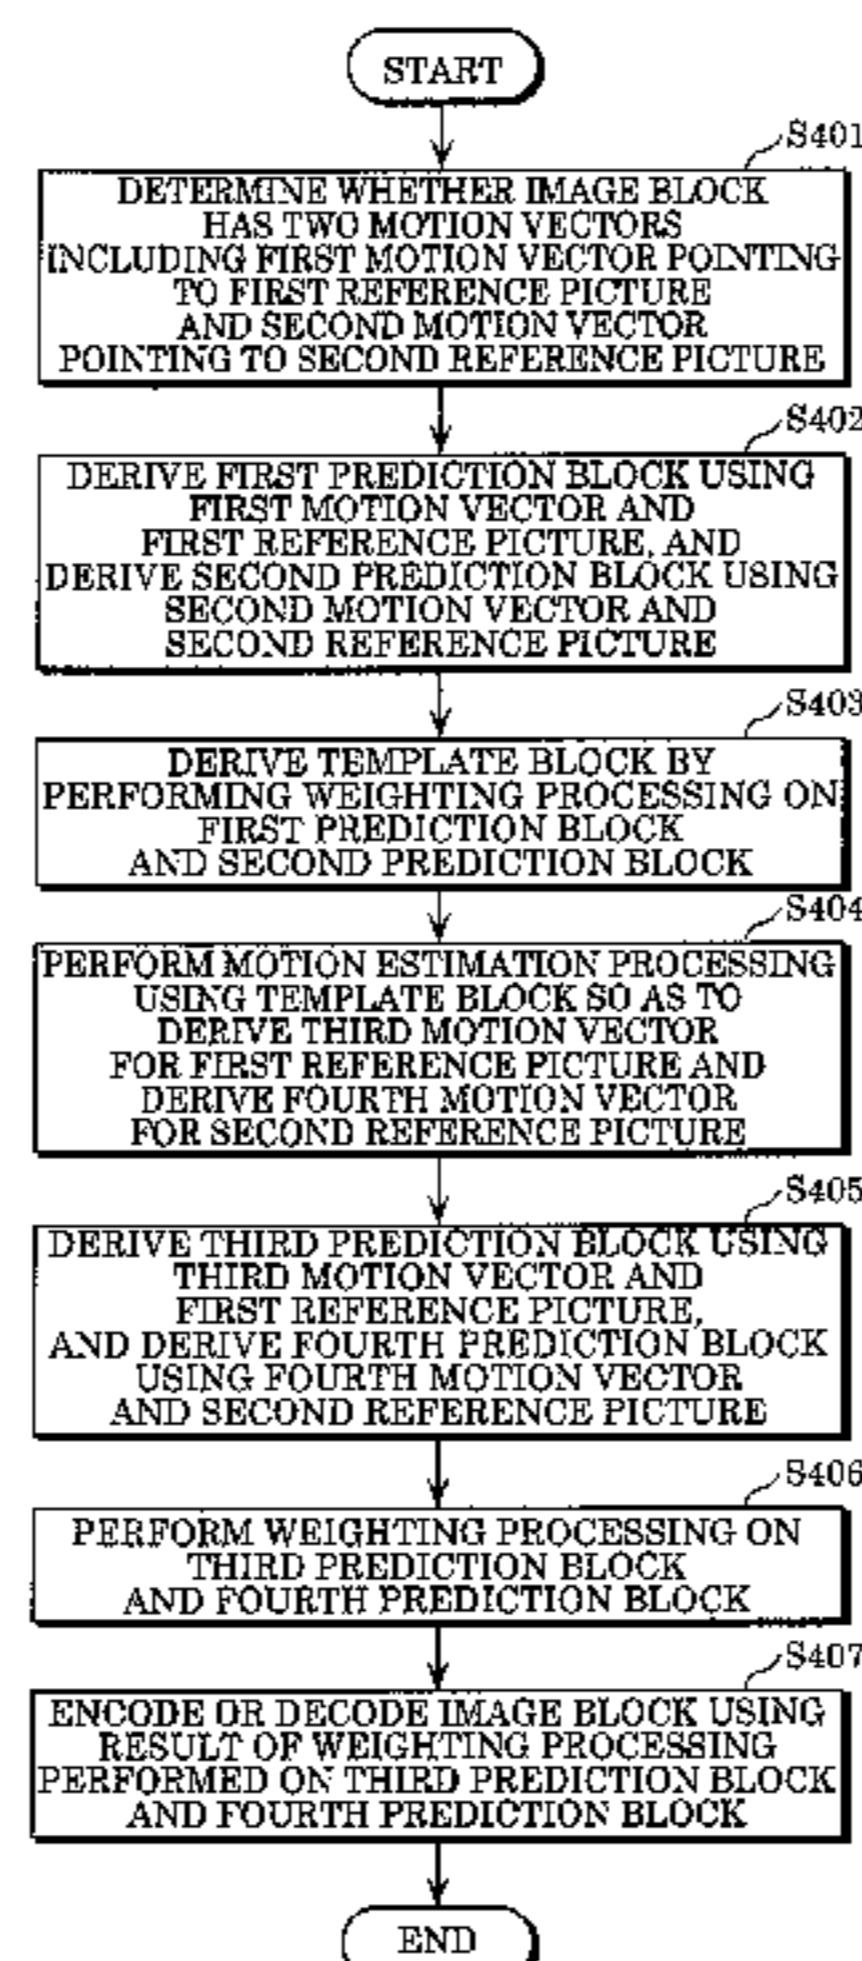 START
S401
DETERMINE WHETHER IMAGE BLOCK
HAS TWO MOTION VECTORS
INCLUDING FIRST MOTION VECTOR POINTING
TO FIRST REFERENCE PICTURE
AND SECOND MOTION VECTOR
POINTING TO SECOND REFERENCE PICTURE
S402
DERIVE FIRST PREDICTION BLOCK USING
FIRST MOTION VECTOR AND
FIRST REFERENCE PICTURE, AND
DERIVE SECOND PREDICTION BLOCK USING
SECOND MOTION VECTOR AND
SECOND REFERENCE PICTURE
S403
DERIVE TEMPLATE BLOCK BY
PERFORMING WEIGHTING PROCESSING ON
FIRST PREDICTION BLOCK
AND SECOND PREDICTION BLOCK
S404
PERFORM MOTION ESTIMATION PROCESSING
USING TEMPLATE BLOCK SO AS TO
DERIVE THIRD MOTION VECTOR
FOR FIRST REFERENCE PICTURE AND
DERIVE FOURTH MOTION VECTOR
FOR SECOND REFERENCE PICTURE
S405
DERIVE THIRD PREDICTION BLOCK USING
THIRD MOTION VECTOR AND
FIRST REFERENCE PICTURE,
AND DERIVE FOURTH PREDICTION BLOCK
USING FOURTH MOTION VECTOR
AND SECOND REFERENCE PICTURE
S406
PERFORM WEIGHTING PROCESSING ON
THIRD PREDICTION BLOCK
AND FOURTH PREDICTION BLOCK
S407
ENCODE OR DECODE IMAGE BLOCK USING
RESULT OF WEIGHTING PROCESSING
PERFORMED ON THIRD PREDICTION BLOCK
AND FOURTH PREDICTION BLOCK
END